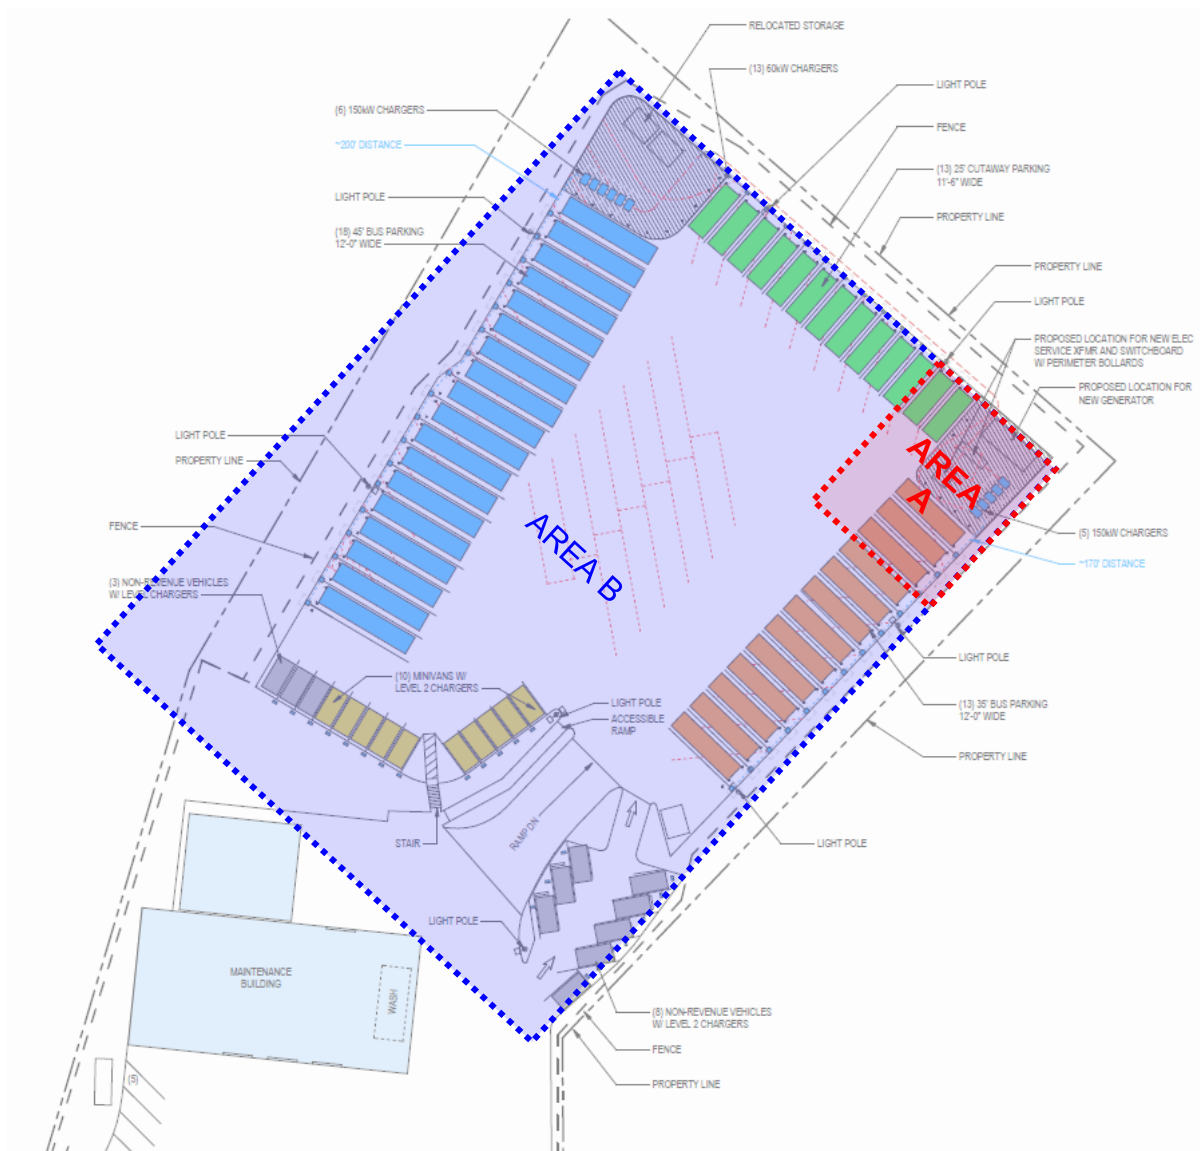 RELOCATED STORAGE
(13) 60kW CHARGERS
LIGHT POLE
(6) 150kW CHARGERS
FENCE
~200' DISTANCE
(13) 25' CUTAWAY PARKING
11'-6" WIDE
LIGHT POLE
PROPERTY LINE
(18) 45' BUS PARKING
12'-0" WIDE
PROPERTY LINE
LIGHT POLE
PROPOSED LOCATION FOR NEW ELEC
SERVICE XFMR AND SWITCHBOARD
W/ PERIMETER BOLLARDS
PROPOSED LOCATION FOR
NEW GENERATOR
LIGHT POLE
PROPERTY LINE
AREA
A
FENCE
AREA B
(5) 150kW CHARGERS
~170' DISTANCE
(3) NON-REVENUE VEHICLES
W/ LEVEL CHARGERS
LIGHT POLE
(10) MINIVANS W/
LEVEL 2 CHARGERS
LIGHT POLE
ACCESSIBLE
RAMP
(13) 35' BUS PARKING
12'-0" WIDE
PROPERTY LINE
RAMP DN
STAIR
LIGHT POLE
LIGHT POLE
MAINTENANCE
BUILDING
WASH
(8) NON-REVENUE VEHICLES
W/ LEVEL 2 CHARGERS
FENCE
(5)
PROPERTY LINE